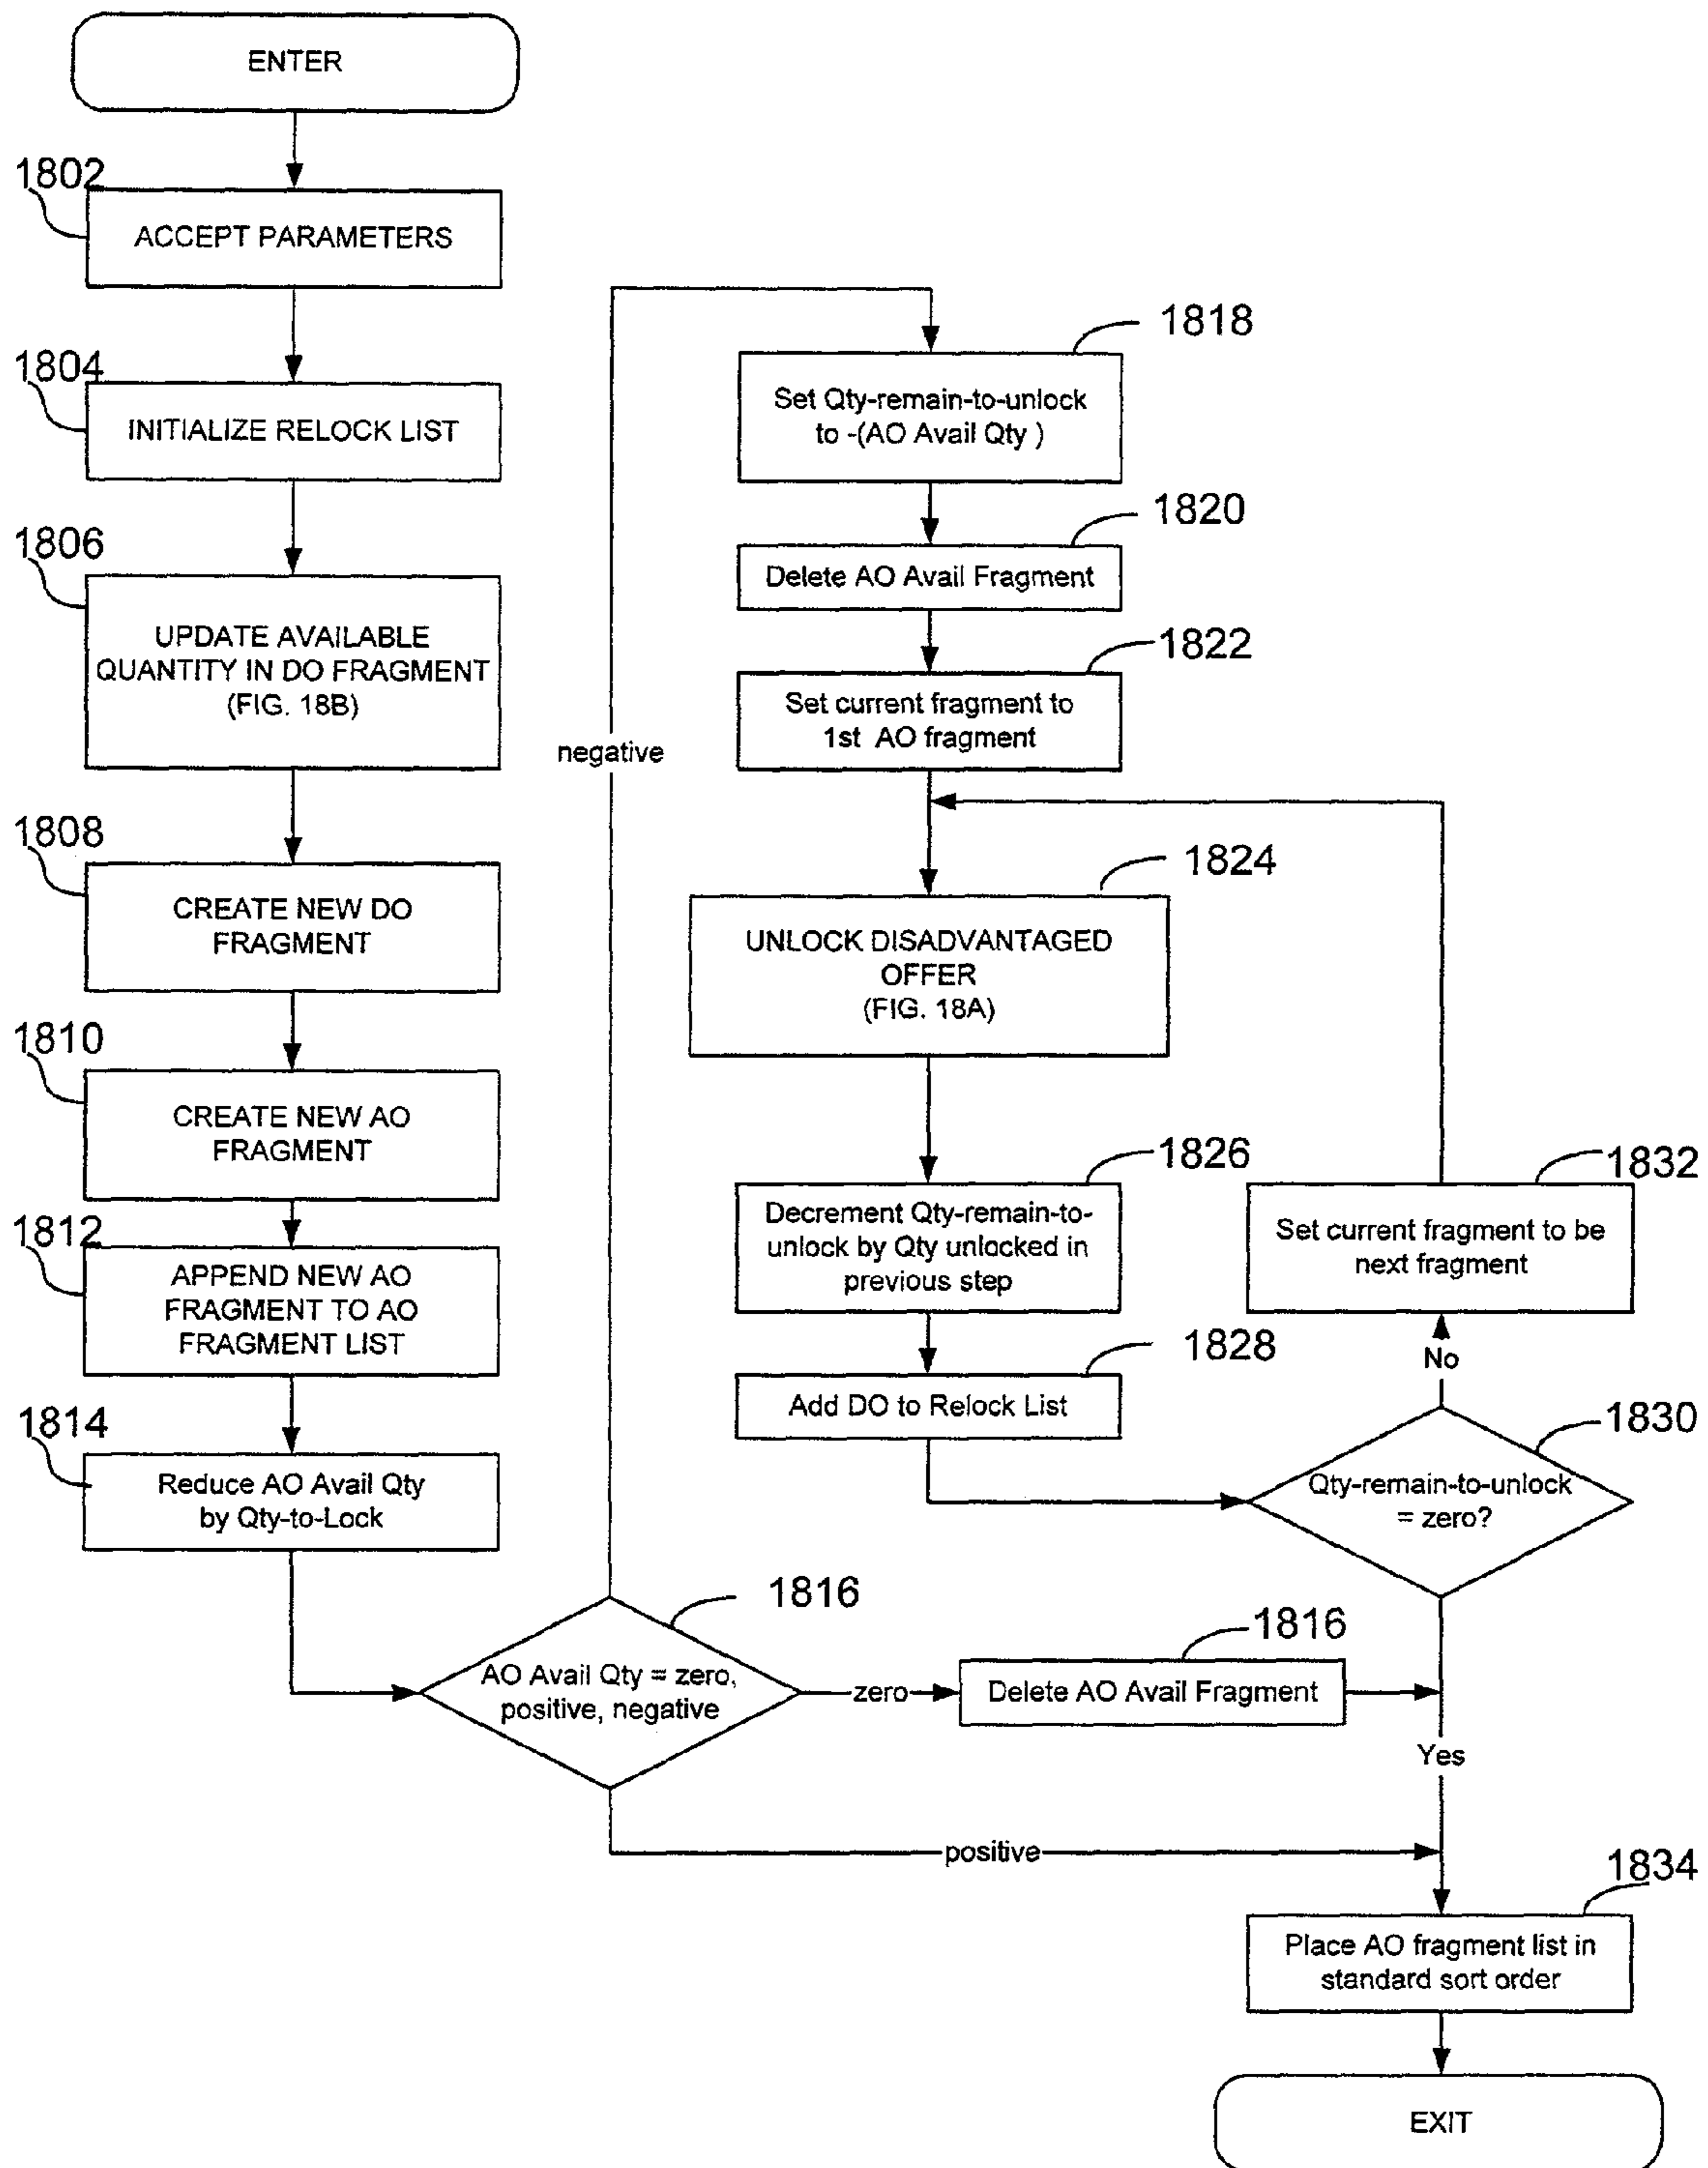 ENTER
1802
ACCEPT PARAMETERS
1804
INITIALIZE RELOCK LIST
1806
UPDATE AVAILABLE
QUANTITY IN DO FRAGMENT
(FIG. 18B)
1808
CREATE NEW DO
FRAGMENT
1810
CREATE NEW AO
FRAGMENT
1812
APPEND NEW AO
FRAGMENT TO AO
FRAGMENT LIST
1814
Reduce AO Avail Qty
by Qty-to-Lock
1816
AO Avail Qty = zero,
positive, negative
negative
1818
Set Qty-remain-to-unlock
to -(AO Avail Qty )
1820
Delete AO Avail Fragment
1822
Set current fragment to
1st AO fragment
1824
UNLOCK DISADVANTAGED
OFFER
(FIG. 18A)
1826
Decrement Qty-remain-to-
unlock by Qty unlocked in
previous step
1828
Add DO to Relock List
1830
Qty-remain-to-unlock
= zero?
No
1832
Set current fragment to be
next fragment
zero
1816
Delete AO Avail Fragment
Yes
positive
1834
Place AO fragment list in
standard sort order
EXIT